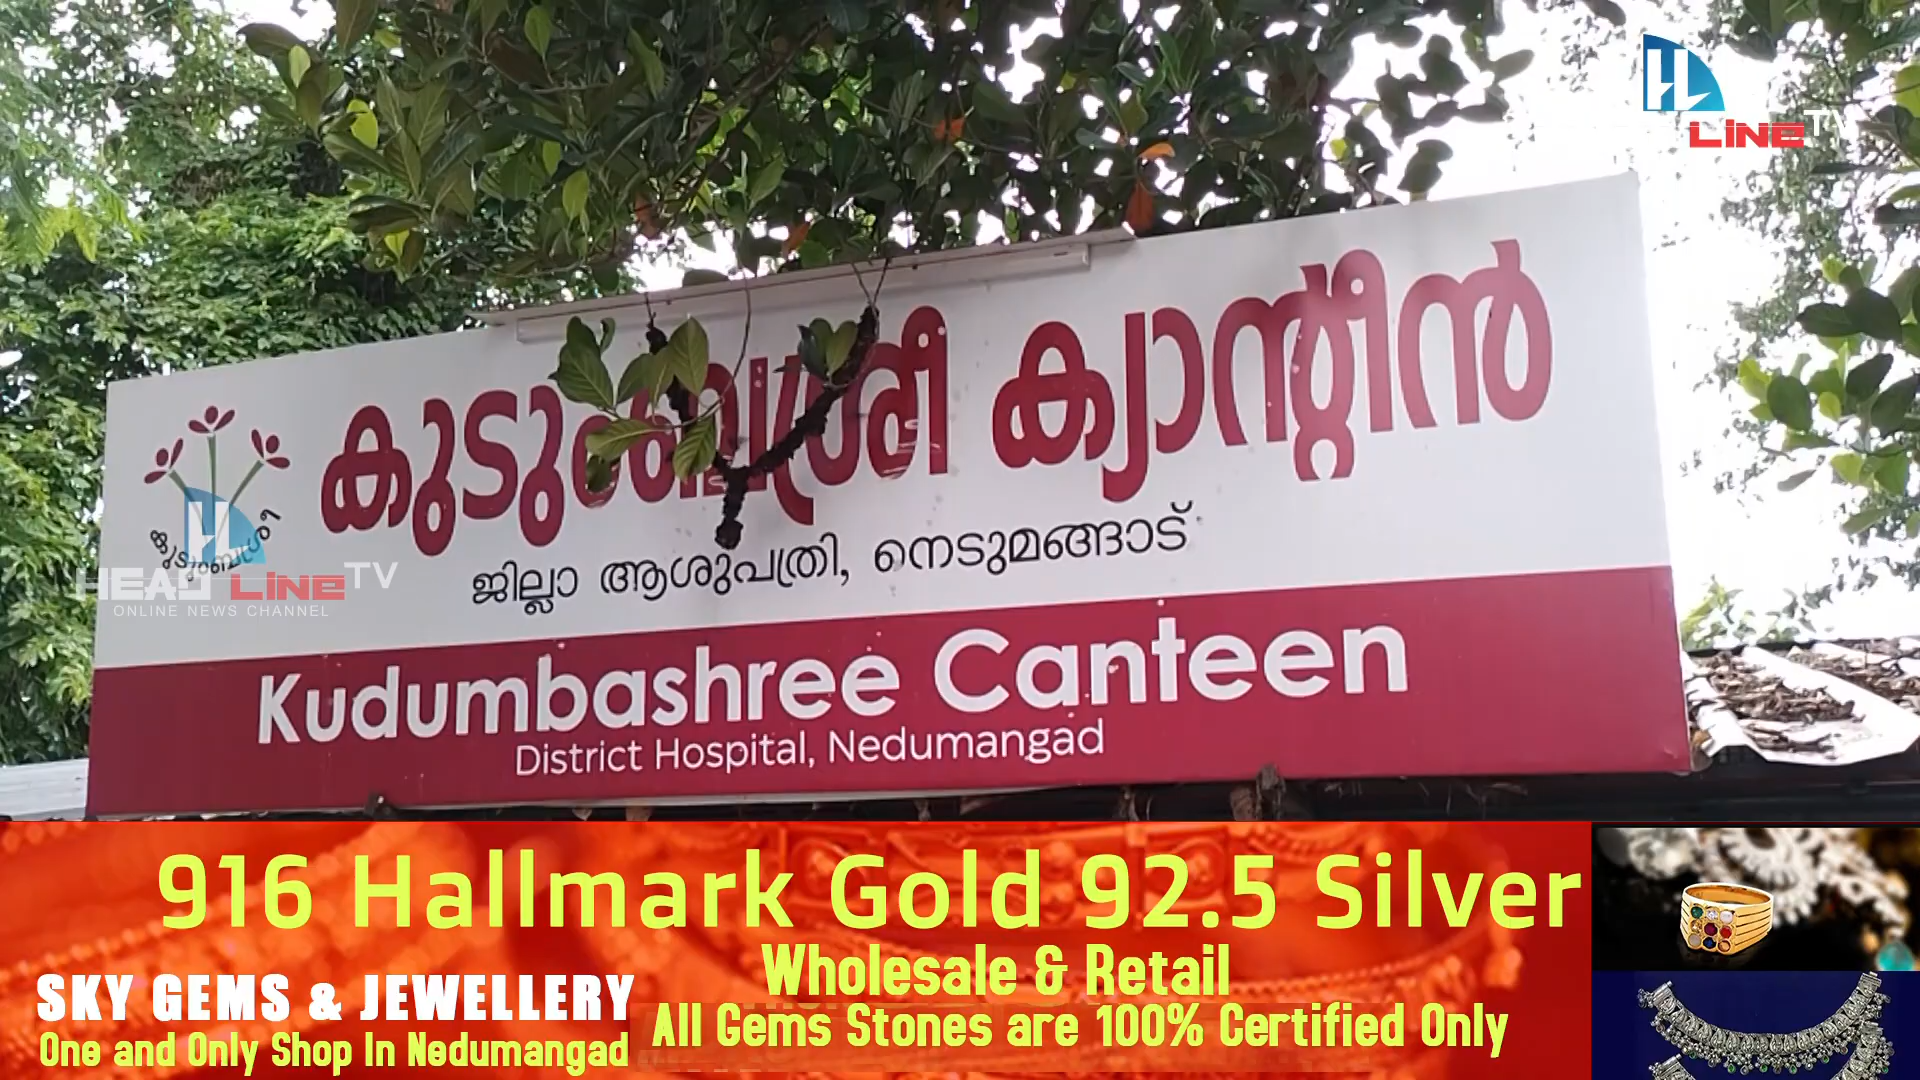 HL
LINE TV
കുടുംബശ്രീ ക്യാന്റീൻ
കുടുംബശ്രീ
ജില്ലാ ആശുപത്രി, നെടുമങ്ങാട്
HEAD LINE TV
ONLINE NEWS CHANNEL
Kudumbashree Canteen
District Hospital, Nedumangad
916 Hallmark Gold 92.5 Silver
Wholesale & Retail
SKY GEMS & JEWELLERY
All Gems Stones are 100% Certified Only
One and Only Shop In Nedumangad